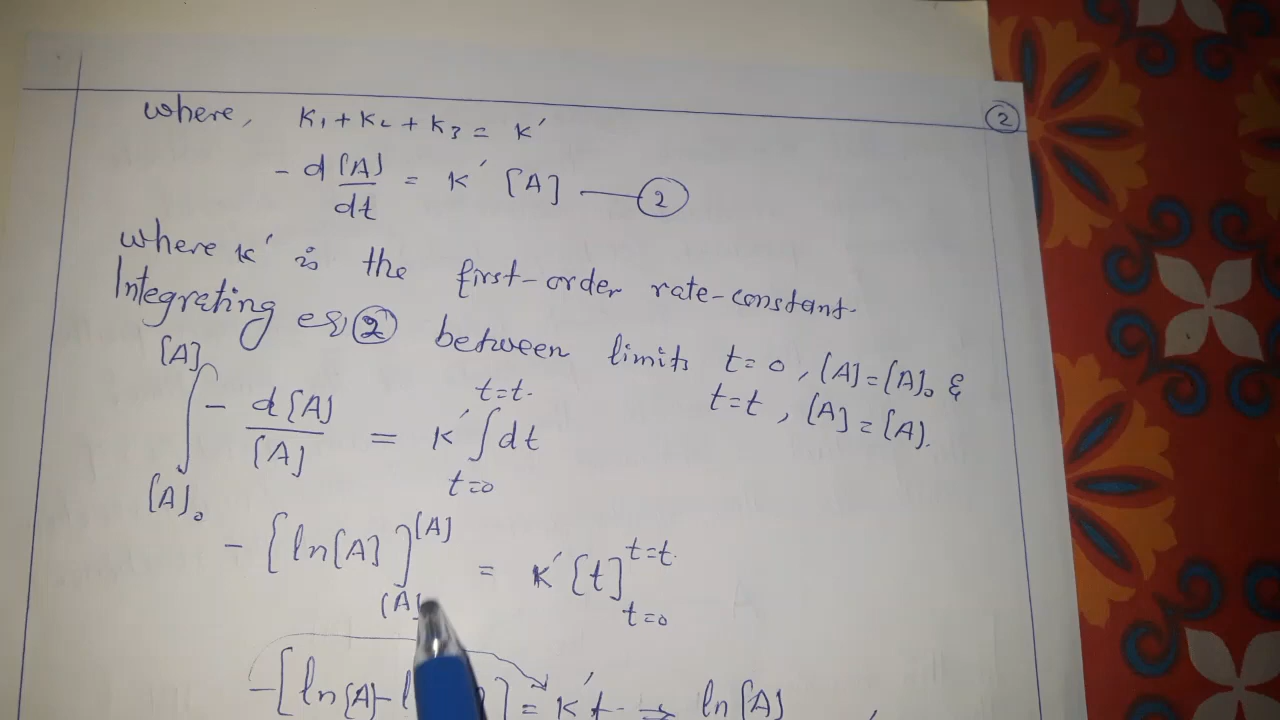 ②
where, K₁ + K₂ + K₃ = K′
- d[A]/dt = K′ [A] — ②
where K′ is the first-order rate-constant.
Integrating eq ② between limits t=0, [A]=[A]₀ &
t=t, [A]=[A].
∫_{[A]₀}^{[A]} - d[A]/[A] = K′ ∫_{t=0}^{t=t.} dt
- [ln[A]]_{[A]}^{[A]} = K′[t]_{t=0}^{t=t.}
-[ln[A] - l ] = K′t ⇒ ln[A]